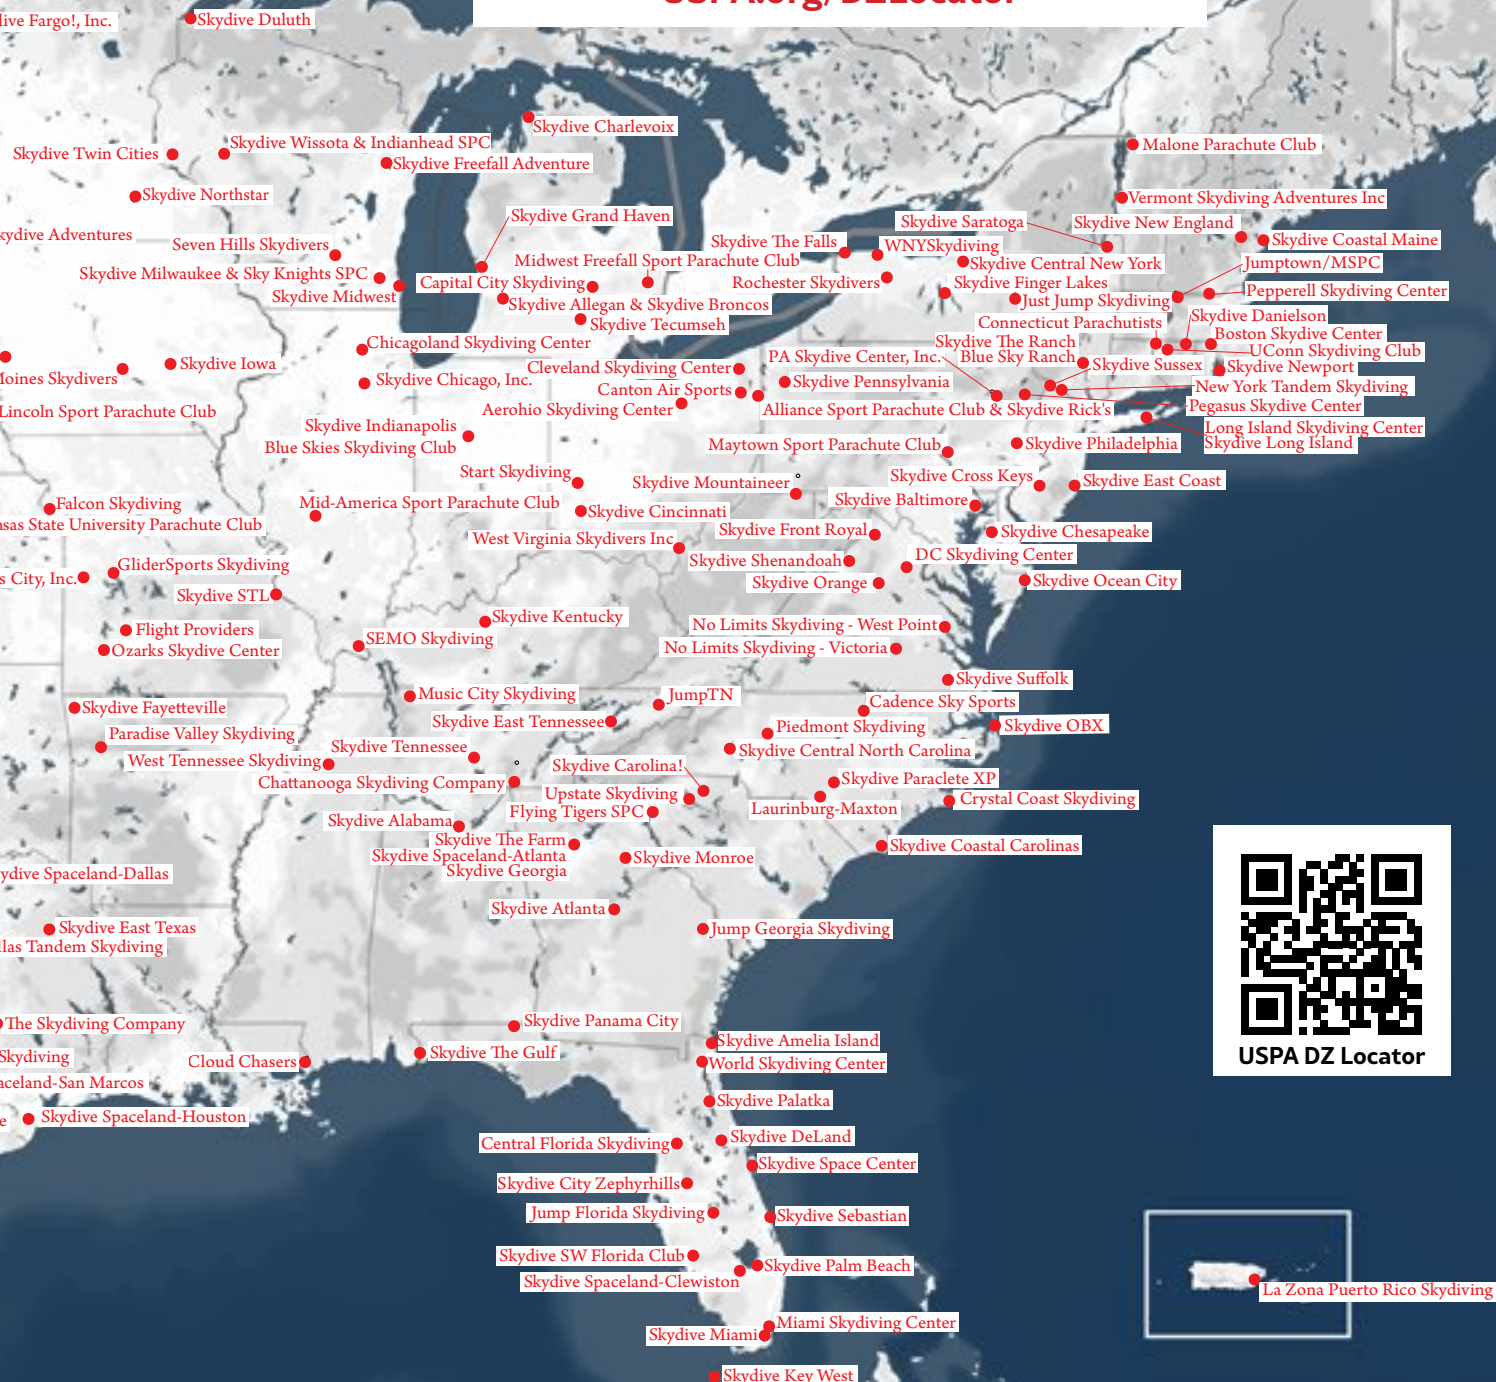 USPA.org/DZLocator
live Fargo!, Inc.
Skydive Duluth
Skydive Charlevoix
Skydive Wissota & Indianhead SPC
Skydive Twin Cities
Skydive Freefall Adventure
Malone Parachute Club
Skydive Northstar
Vermont Skydiving Adventures Inc
Skydive Grand Haven
Skydive Saratoga
Skydive New England
kydive Adventures
Seven Hills Skydivers
Skydive The Falls
WNYSkydiving
Skydive Coastal Maine
Midwest Freefall Sport Parachute Club
Skydive Central New York
Jumptown/MSPC
Skydive Milwaukee & Sky Knights SPC
Capital City Skydiving
Rochester Skydivers
Skydive Finger Lakes
Pepperell Skydiving Center
Skydive Midwest
Skydive Allegan & Skydive Broncos
Just Jump Skydiving
Skydive Tecumseh
Connecticut Parachutists
Skydive Danielson
Boston Skydive Center
Chicagoland Skydiving Center
Skydive The Ranch
UConn Skydiving Club
PA Skydive Center, Inc.
Blue Sky Ranch
Skydive Iowa
Cleveland Skydiving Center
Skydive Sussex
Skydive Newport
Moines Skydivers
Skydive Chicago, Inc.
Canton Air Sports
Skydive Pennsylvania
New York Tandem Skydiving
Lincoln Sport Parachute Club
Aerohio Skydiving Center
Alliance Sport Parachute Club & Skydive Rick's
Pegasus Skydive Center
Skydive Indianapolis
Long Island Skydiving Center
Blue Skies Skydiving Club
Maytown Sport Parachute Club
Skydive Philadelphia
Skydive Long Island
Start Skydiving
Skydive Mountaineer
Skydive Cross Keys
Skydive East Coast
Falcon Skydiving
Mid-America Sport Parachute Club
Skydive Cincinnati
Skydive Baltimore
nsas State University Parachute Club
West Virginia Skydivers Inc
Skydive Front Royal
Skydive Chesapeake
GliderSports Skydiving
Skydive Shenandoah
DC Skydiving Center
s City, Inc.
Skydive Orange
Skydive Ocean City
Skydive STL
Skydive Kentucky
Flight Providers
SEMO Skydiving
No Limits Skydiving - West Point
Ozarks Skydive Center
No Limits Skydiving - Victoria
Skydive Suffolk
Music City Skydiving
JumpTN
Skydive Fayetteville
Skydive East Tennessee
Cadence Sky Sports
Paradise Valley Skydiving
Piedmont Skydiving
Skydive OBX
West Tennessee Skydiving
Skydive Tennessee
Skydive Central North Carolina
Skydive Carolina!
Chattanooga Skydiving Company
Upstate Skydiving
Skydive Paraclete XP
Flying Tigers SPC
Laurinburg-Maxton
Crystal Coast Skydiving
Skydive Alabama
Skydive The Farm
Skydive Spaceland-Atlanta
Skydive Georgia
Skydive Monroe
Skydive Coastal Carolinas
ydive Spaceland-Dallas
Skydive Atlanta
Skydive East Texas
Jump Georgia Skydiving
llas Tandem Skydiving
The Skydiving Company
Skydive Panama City
Skydiving
Cloud Chasers
Skydive The Gulf
Skydive Amelia Island
World Skydiving Center
USPA DZ Locator
aceland-San Marcos
Skydive Palatka
e
Skydive Spaceland-Houston
Central Florida Skydiving
Skydive DeLand
Skydive Space Center
Skydive City Zephyrhills
Jump Florida Skydiving
Skydive Sebastian
Skydive SW Florida Club
Skydive Palm Beach
Skydive Spaceland-Clewiston
La Zona Puerto Rico Skydiving
Miami Skydiving Center
Skydive Miami
Skydive Key West